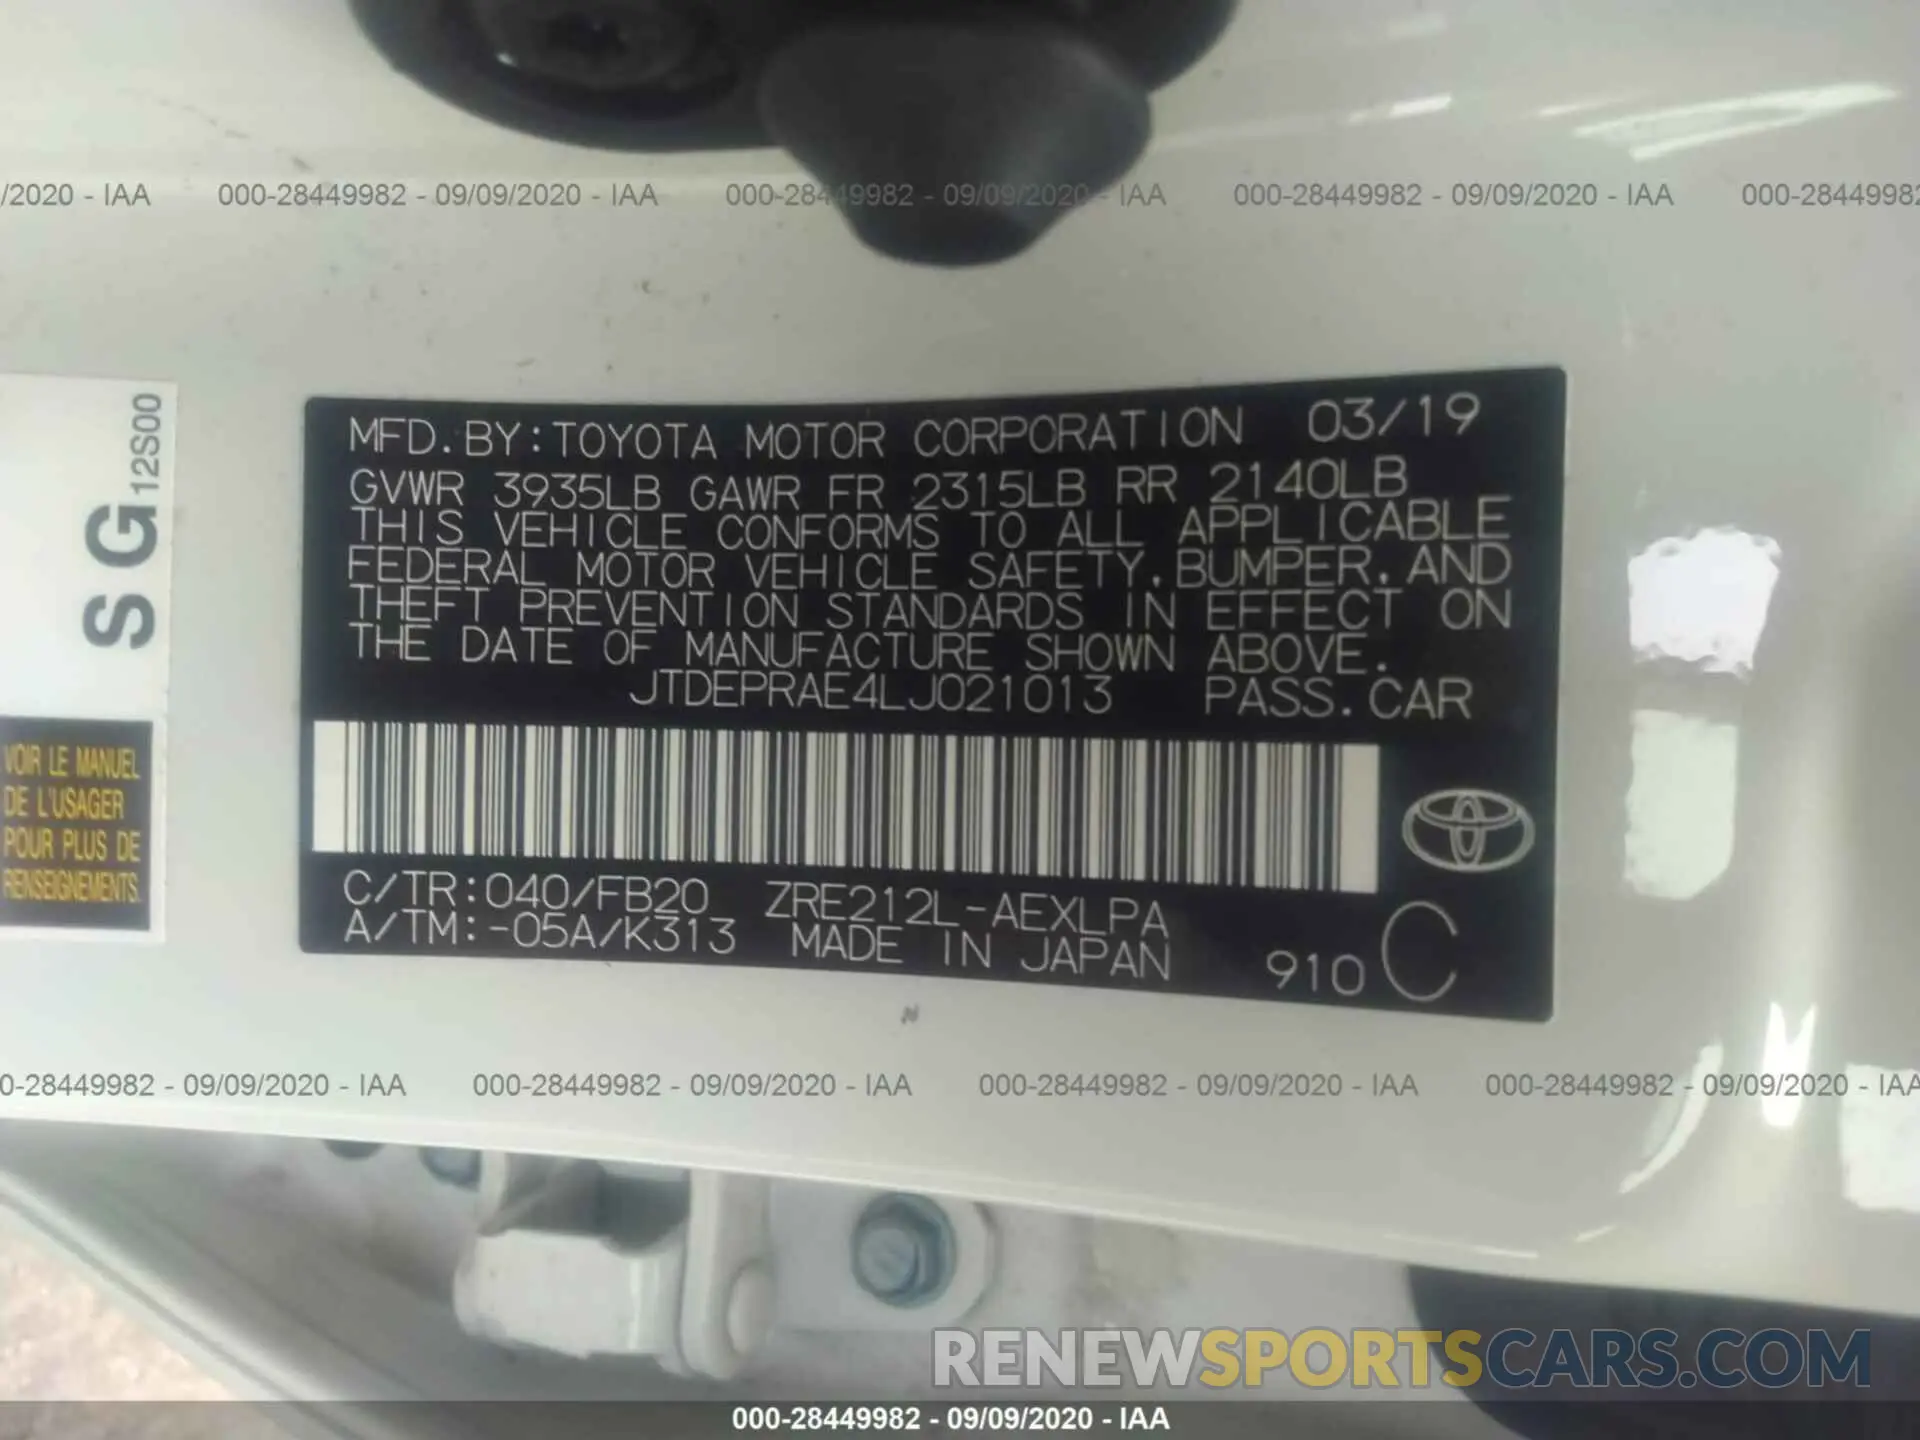 /2020 - IAA 000-28449982 - 09/09/2020 - IAA 000-28449982 - 09/09/2020 - IAA 000-28449982 - 09/09/2020 - IAA 000-28449982
S G 12S00
VOIR LE MANUEL
DE L'USAGER
POUR PLUS DE
RENSEIGNEMENTS.
MFD. BY: TOYOTA MOTOR CORPORATION 03/19
GVWR 3935LB GAWR FR 2315LB RR 2140LB
THIS VEHICLE CONFORMS TO ALL APPLICABLE
FEDERAL MOTOR VEHICLE SAFETY, BUMPER, AND
THEFT PREVENTION STANDARDS IN EFFECT ON
THE DATE OF MANUFACTURE SHOWN ABOVE.
JTDEPRAE4LJ021013 PASS. CAR
C/TR: 040/FB20 ZRE212L-AEXLPA
A/TM: -05A/K313 MADE IN JAPAN 910 C
0-28449982 - 09/09/2020 - IAA 000-28449982 - 09/09/2020 - IAA 000-28449982 - 09/09/2020 - IAA 000-28449982 - 09/09/2020 - IAA
RENEWSPORTSCARS.COM
000-28449982 - 09/09/2020 - IAA